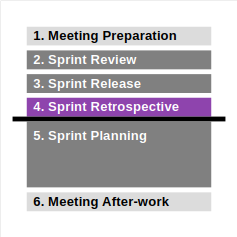 1. Meeting Preparation
2. Sprint Review
3. Sprint Release
4. Sprint Retrospective
5. Sprint Planning
6. Meeting After-work